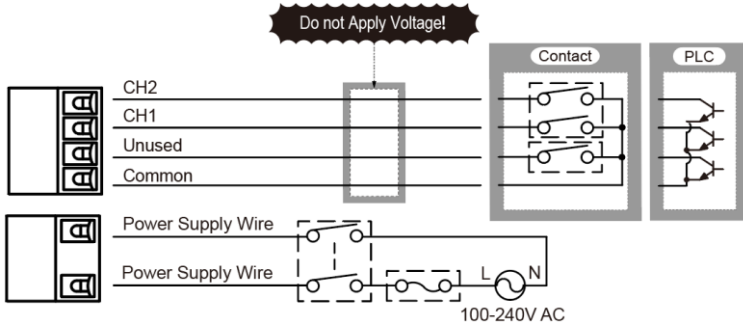 Do not Apply Voltage!
Contact
PLC
CH2
CH1
Unused
Common
Power Supply Wire
Power Supply Wire
L
N
100-240V AC